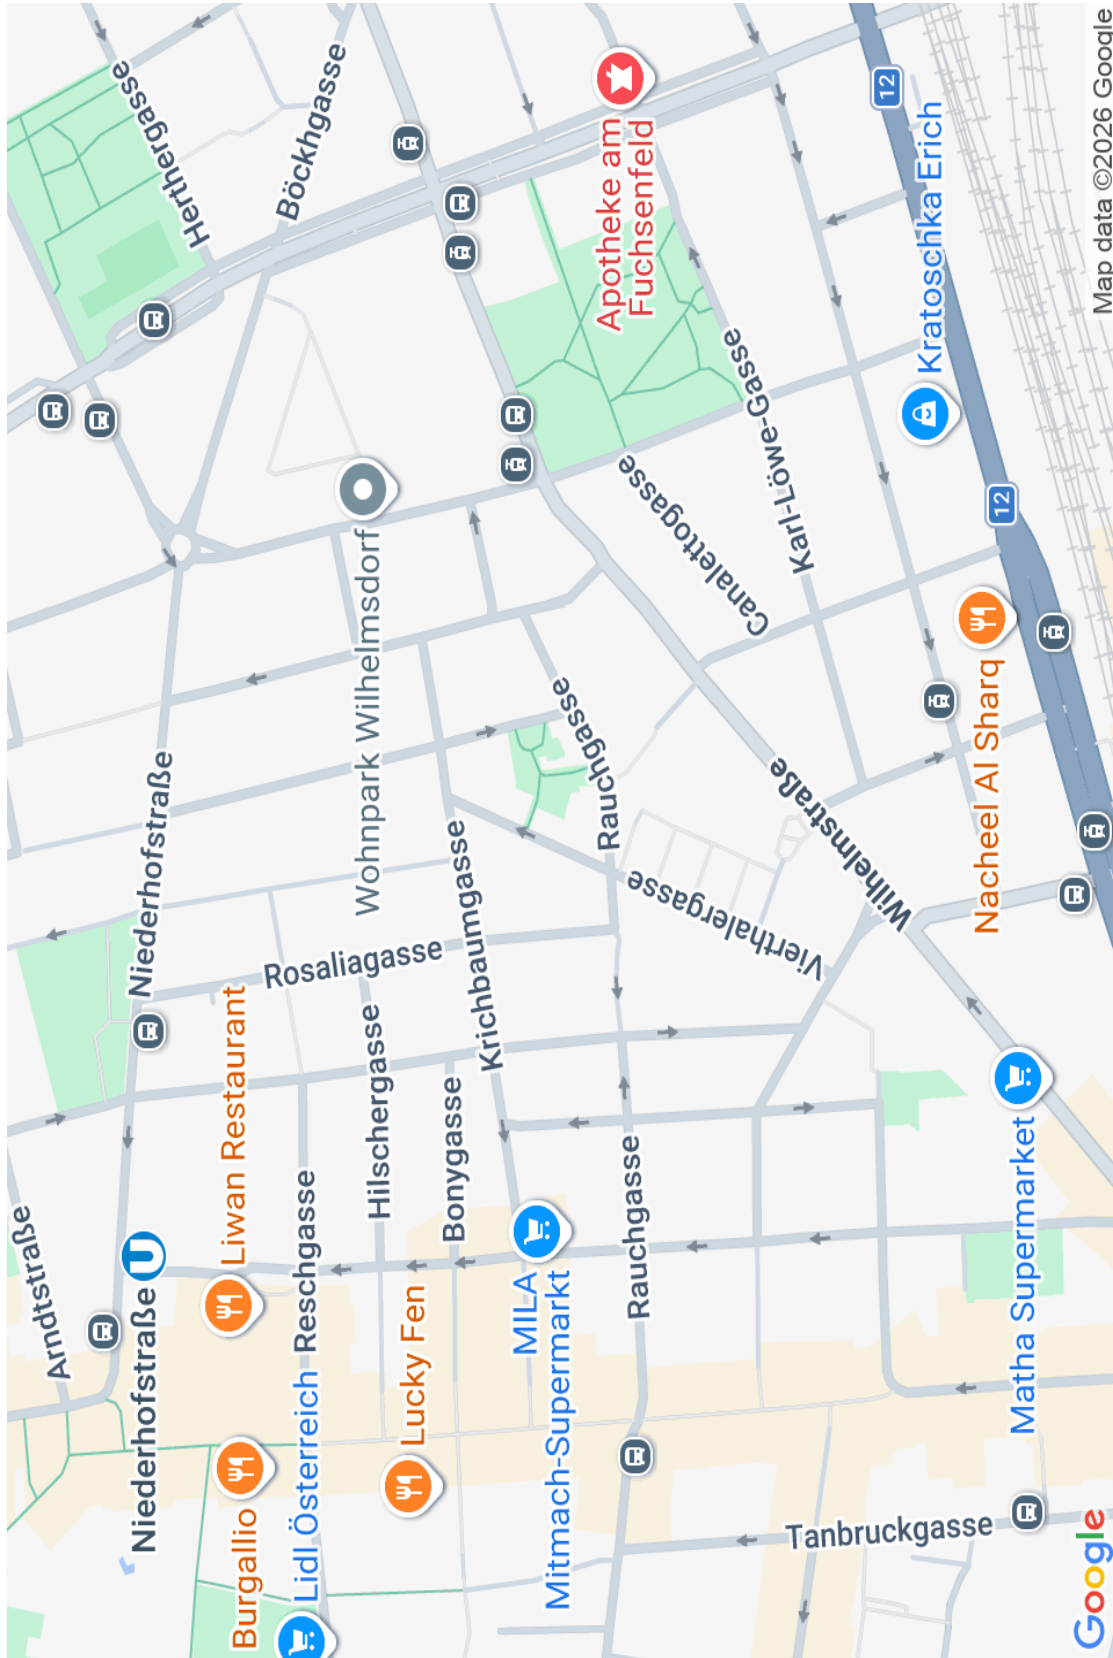 Herthergasse
Böckhgasse
Apotheke am
Fuchsenfeld
12
Kratoschka Erich
Map data ©2026 Google
Wohnpark Wilhelmsdorf
Canalettogasse
Karl-Löwe-Gasse
12
Nacheel Al Sharq
Niederhofstraße
Rauchgasse
Wilhelmstraße
Krichbaumgasse
Vierthalergasse
Rosaliagasse
Liwan Restaurant
Hilschergasse
Bonygasse
Matha Supermarket
Arndtstraße
U
Niederhofstraße
Reschgasse
Lucky Fen
MILA
Mitmach-Supermarkt
Rauchgasse
Burgallio
Lidl Österreich
Tanbruckgasse
Google